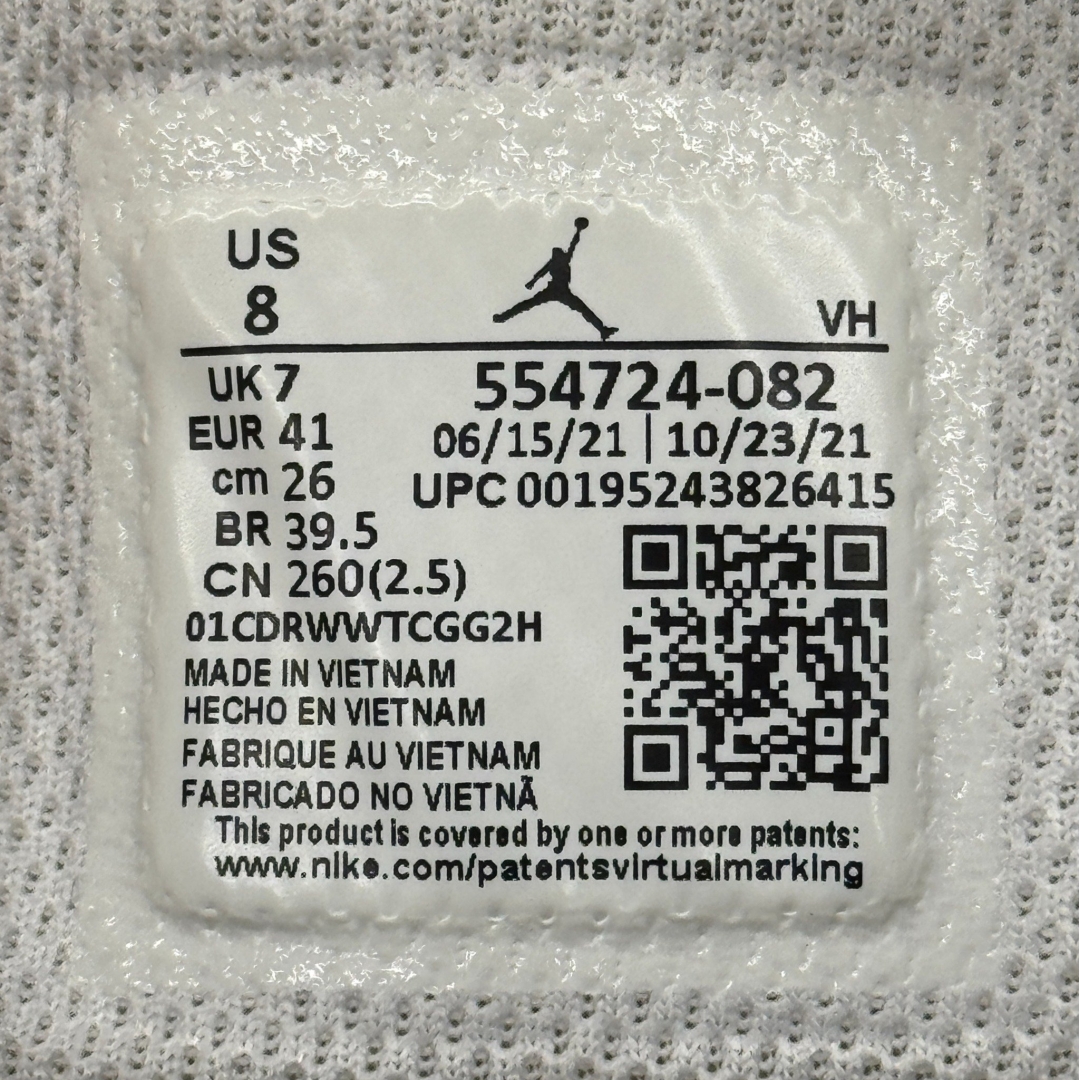 US
8
VH
UK 7
554724-082
EUR 41
06/15/21 | 10/23/21
cm 26
UPC 00195243826415
BR 39.5
CN 260(2.5)
01CDRWWTCGG2H
MADE IN VIETNAM
HECHO EN VIETNAM
FABRIQUE AU VIETNAM
FABRICADO NO VIETNÃ
This product is covered by one or more patents:
www.nike.com/patentsvirtualmarking